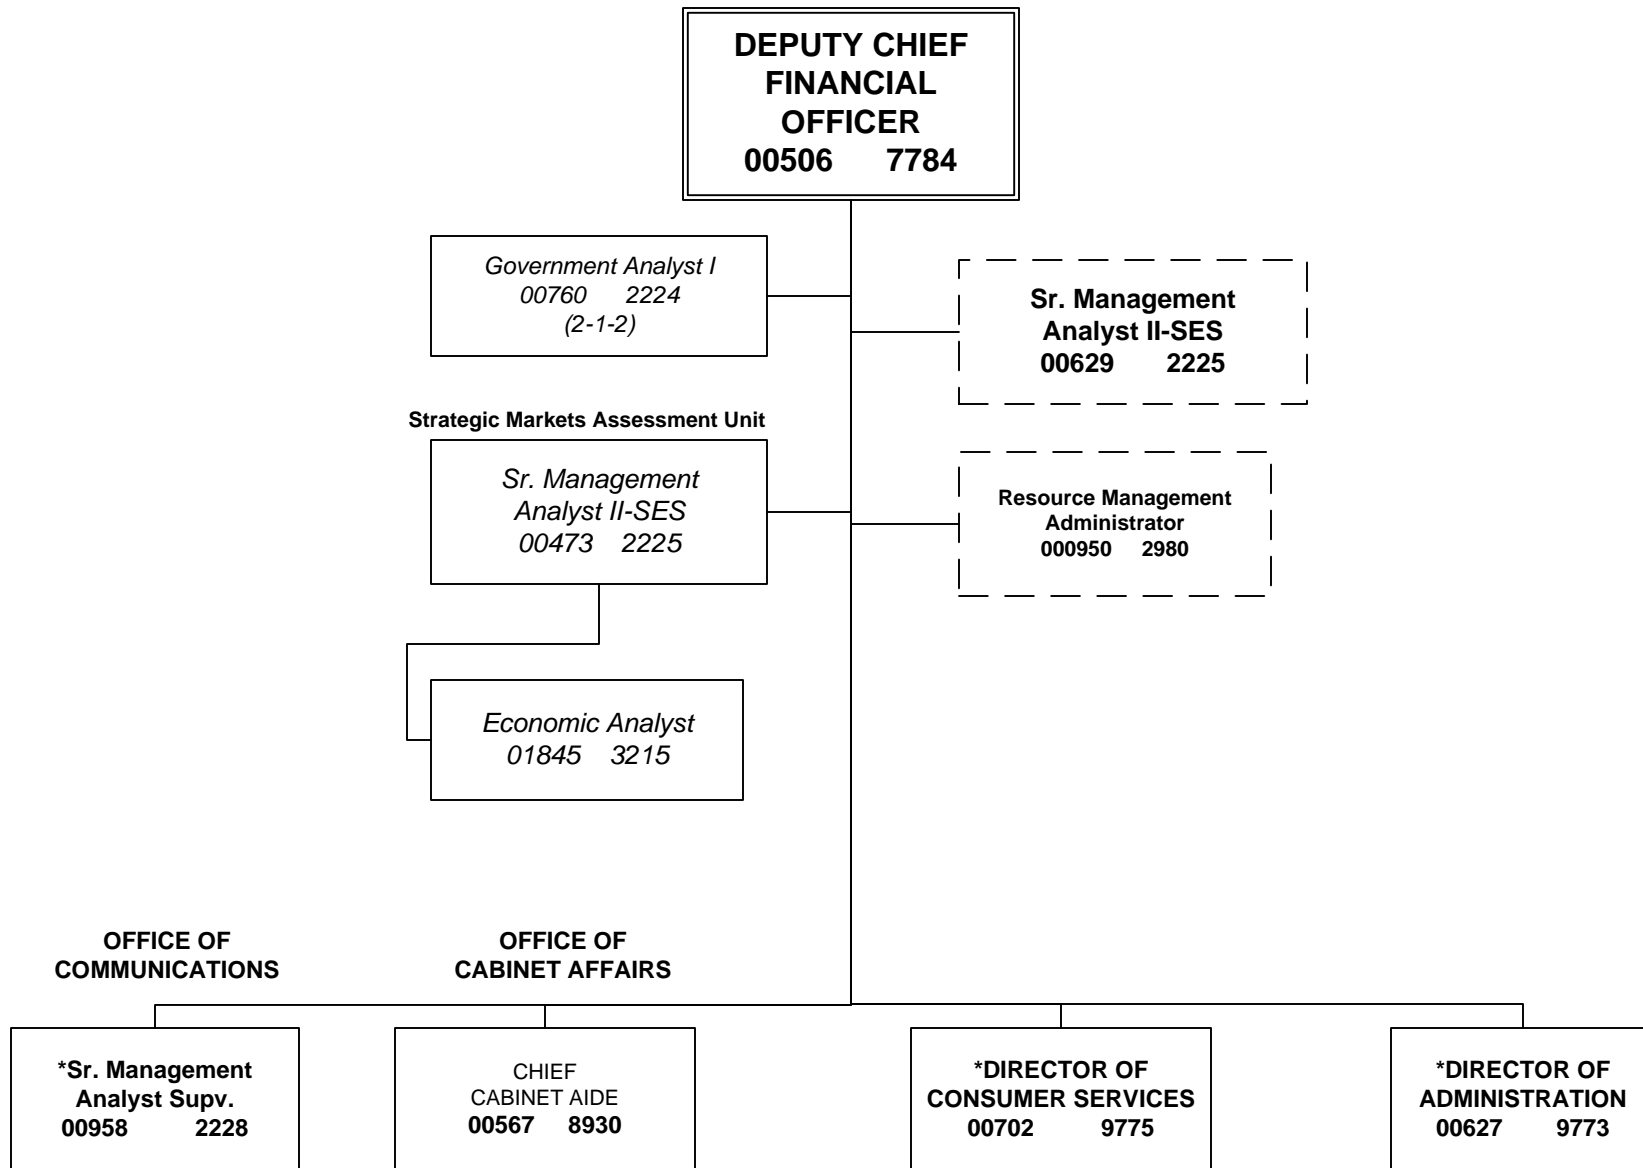 DEPUTY CHIEF
FINANCIAL
OFFICER
00506 7784
Government Analyst I
00760 2224
(2-1-2)
Sr. Management
Analyst II-SES
00629 2225
Strategic Markets Assessment Unit
Sr. Management
Analyst II-SES
00473 2225
Resource Management
Administrator
000950 2980
Economic Analyst
01845 3215
OFFICE OF
COMMUNICATIONS
OFFICE OF
CABINET AFFAIRS
*Sr. Management
Analyst Supv.
00958 2228
CHIEF
CABINET AIDE
00567 8930
*DIRECTOR OF
CONSUMER SERVICES
00702 9775
*DIRECTOR OF
ADMINISTRATION
00627 9773